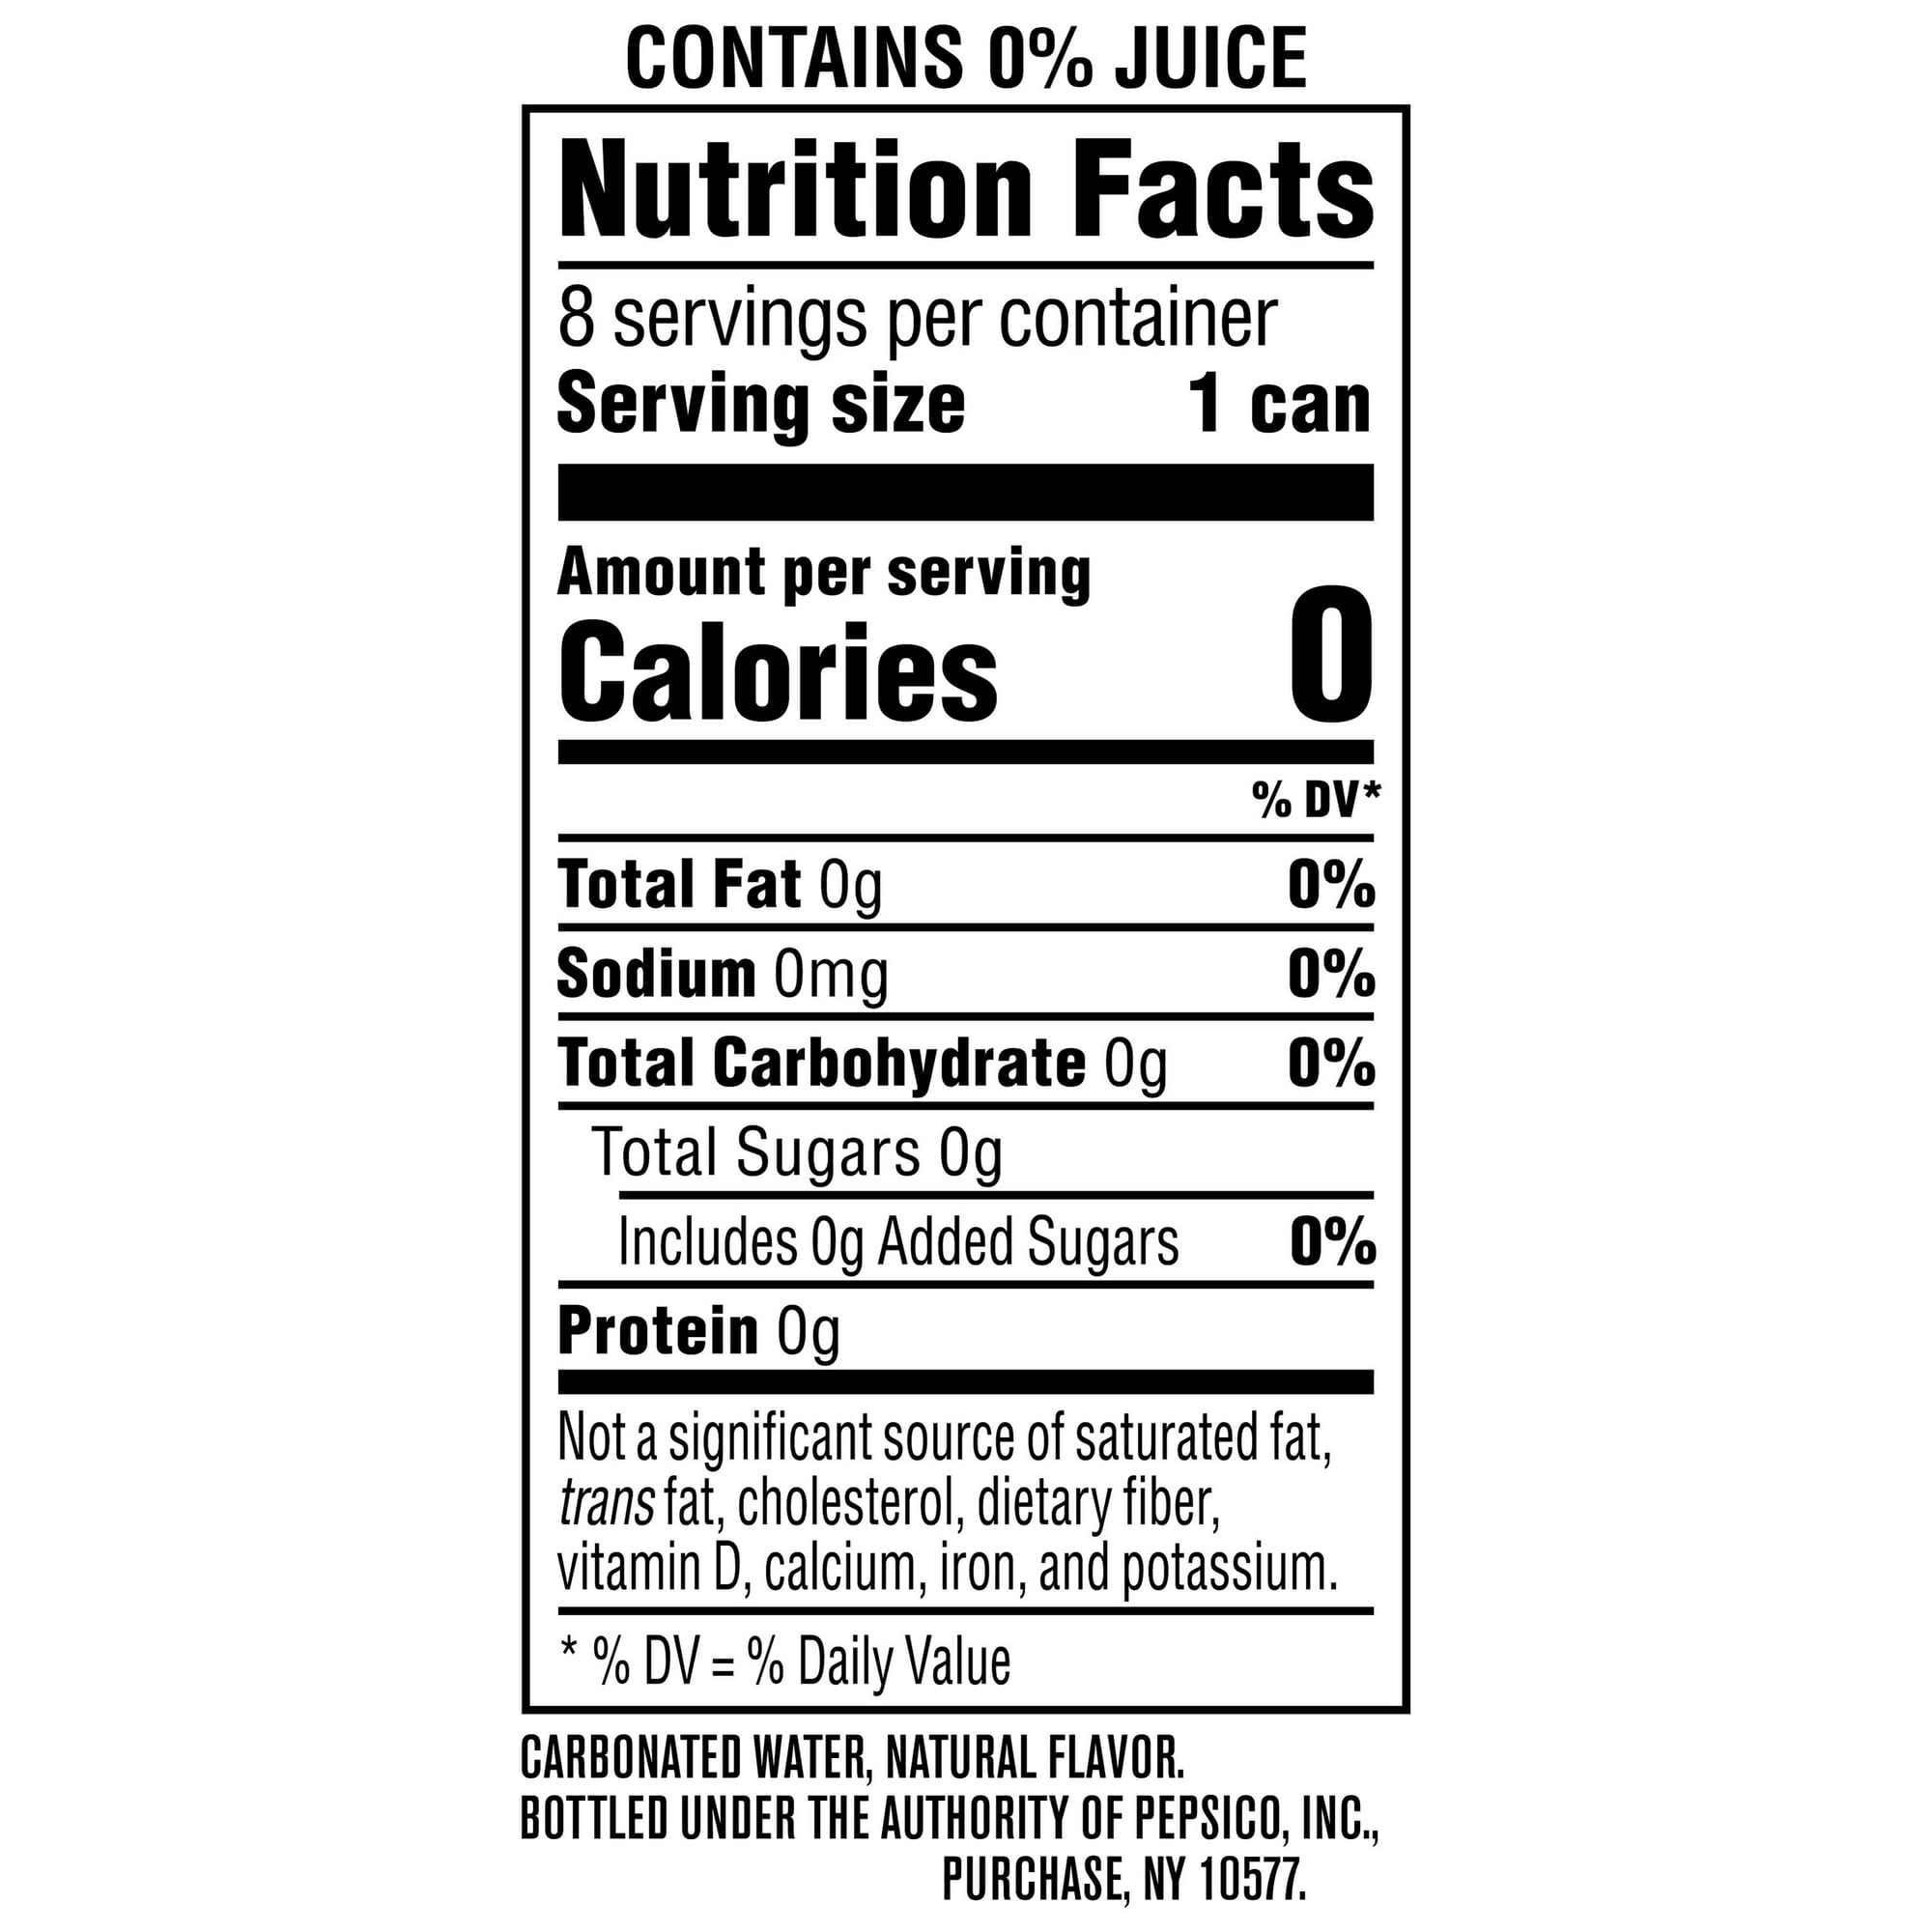 CONTAINS 0% JUICE
Nutrition Facts
8 servings per container
Serving size 1 can
Amount per serving
Calories 0
% DV*
Total Fat 0g 0%
Sodium 0mg 0%
Total Carbohydrate 0g 0%
Total Sugars 0g
Includes 0g Added Sugars 0%
Protein 0g
Not a significant source of saturated fat,
trans fat, cholesterol, dietary fiber,
vitamin D, calcium, iron, and potassium.
* % DV = % Daily Value
CARBONATED WATER, NATURAL FLAVOR.
BOTTLED UNDER THE AUTHORITY OF PEPSICO, INC.,
PURCHASE, NY 10577.